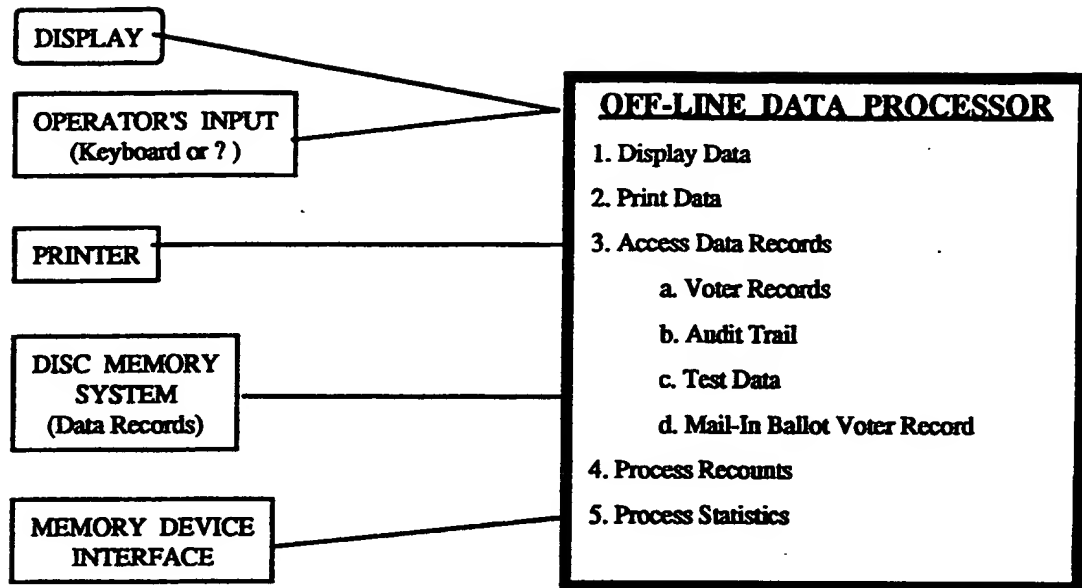 DISPLAY
OPERATOR'S INPUT
(Keyboard or ? )
PRINTER
DISC MEMORY
SYSTEM
(Data Records)
MEMORY DEVICE
INTERFACE
OFF-LINE DATA PROCESSOR
1. Display Data
2. Print Data
3. Access Data Records
a. Voter Records
b. Audit Trail
c. Test Data
d. Mail-In Ballot Voter Record
4. Process Recounts
5. Process Statistics